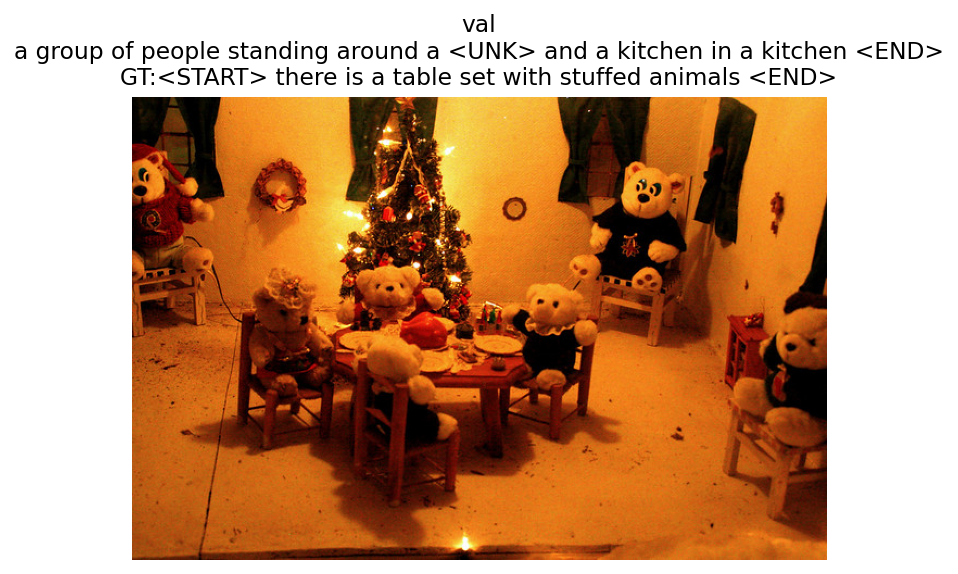 val
a group of people standing around a <UNK> and a kitchen in a kitchen <END>
GT:<START> there is a table set with stuffed animals <END>